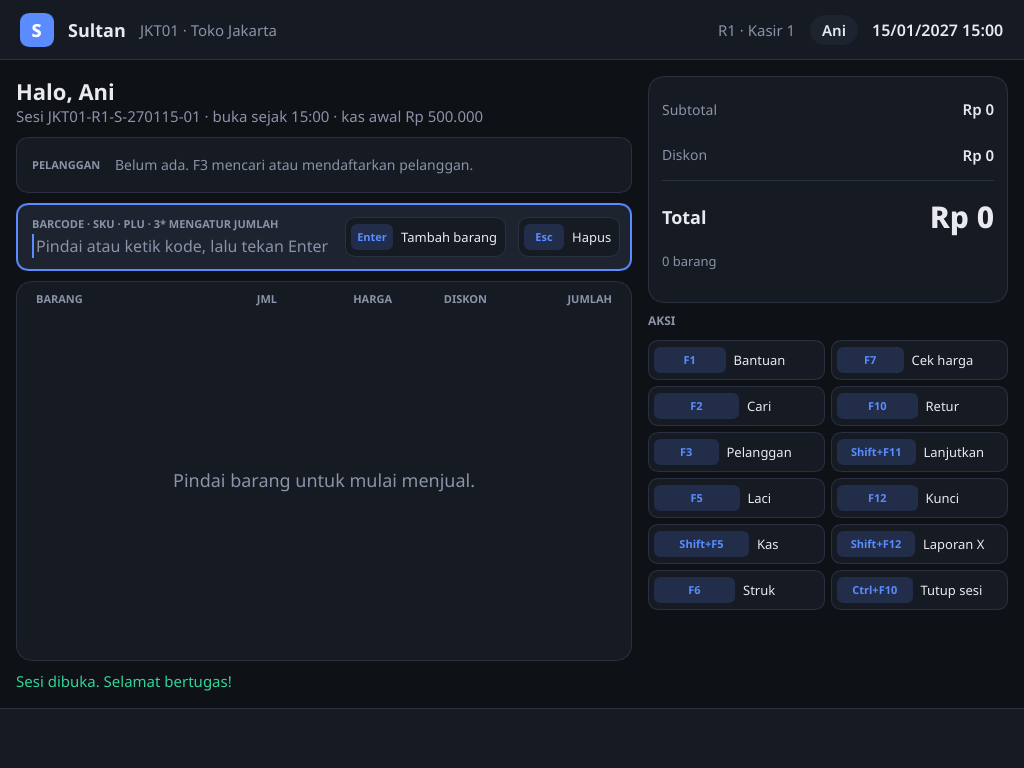 S Sultan JKT01 · Toko Jakarta R1 · Kasir 1 Ani 15/01/2027 15:00
Halo, Ani
Sesi JKT01-R1-S-270115-01 · buka sejak 15:00 · kas awal Rp 500.000
PELANGGAN Belum ada. F3 mencari atau mendaftarkan pelanggan.
BARCODE · SKU · PLU · 3* MENGATUR JUMLAH
Pindai atau ketik kode, lalu tekan Enter
Enter Tambah barang Esc Hapus
BARANG JML HARGA DISKON JUMLAH
Pindai barang untuk mulai menjual.
Sesi dibuka. Selamat bertugas!
Subtotal Rp 0
Diskon Rp 0
Total Rp 0
0 barang
AKSI
F1 Bantuan F7 Cek harga
F2 Cari F10 Retur
F3 Pelanggan Shift+F11 Lanjutkan
F5 Laci F12 Kunci
Shift+F5 Kas Shift+F12 Laporan X
F6 Struk Ctrl+F10 Tutup sesi